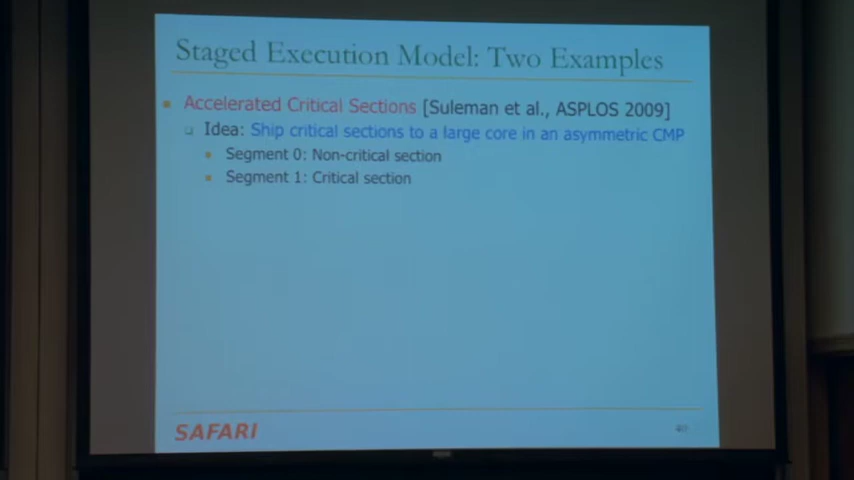 Staged Execution Model: Two Examples
Accelerated Critical Sections [Suleman et al., ASPLOS 2009]
Idea: Ship critical sections to a large core in an asymmetric CMP
Segment 0: Non-critical section
Segment 1: Critical section
SAFARI